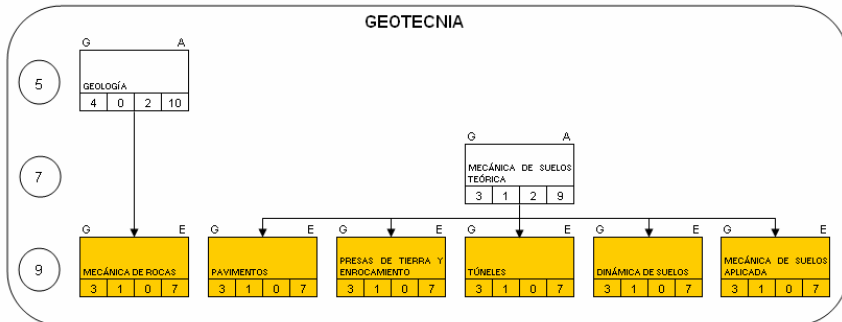 GEOTECNIA
G A
5
GEOLOGÍA
4 0 2 10
G A
7
MECÁNICA DE SUELOS
TEÓRICA
3 1 2 9
G E G E G E G E G E G E
9
MECÁNICA DE ROCAS
3 1 0 7
PAVIMENTOS
3 1 0 7
PRESAS DE TIERRA Y
ENROCAMIENTO
3 1 0 7
TÚNELES
3 1 0 7
DINÁMICA DE SUELOS
3 1 0 7
MECÁNICA DE SUELOS
APLICADA
3 1 0 7